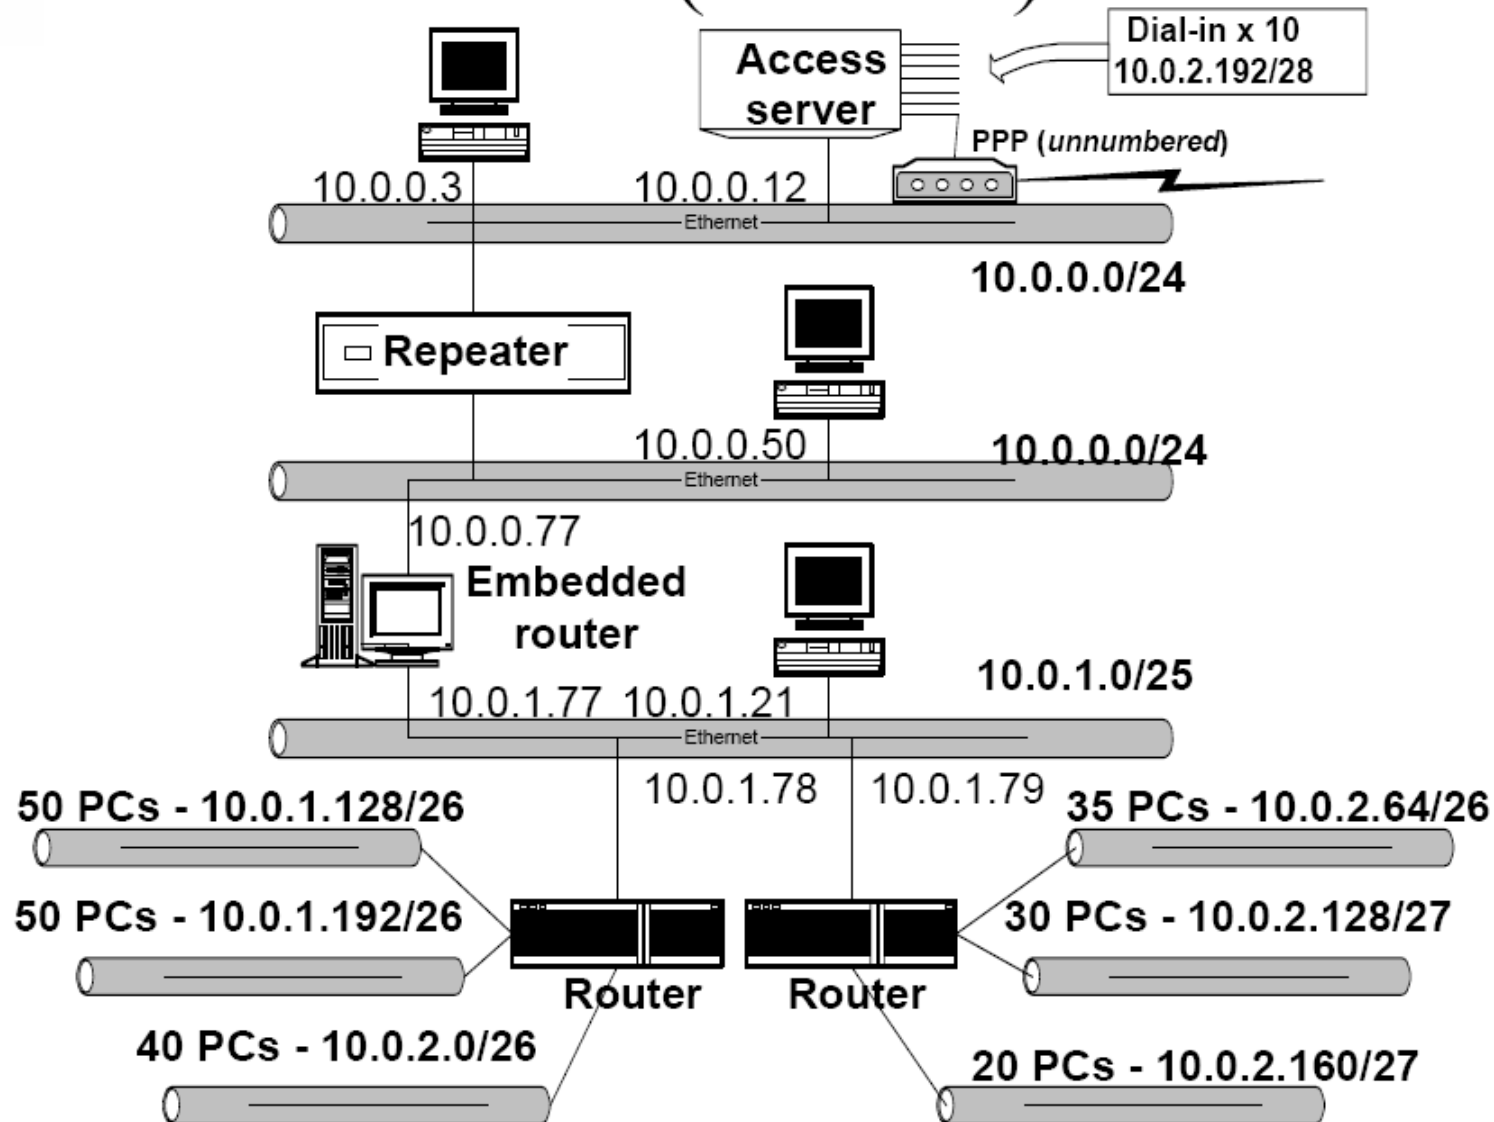 Dial-in x 10
10.0.2.192/28
Access
server
PPP (unnumbered)
10.0.0.3
10.0.0.12
Ethernet
10.0.0.0/24
Repeater
10.0.0.50
10.0.0.0/24
Ethernet
10.0.0.77
Embedded
router
10.0.1.0/25
10.0.1.77 10.0.1.21
Ethernet
10.0.1.78 10.0.1.79
50 PCs - 10.0.1.128/26
35 PCs - 10.0.2.64/26
50 PCs - 10.0.1.192/26
30 PCs - 10.0.2.128/27
Router
Router
40 PCs - 10.0.2.0/26
20 PCs - 10.0.2.160/27